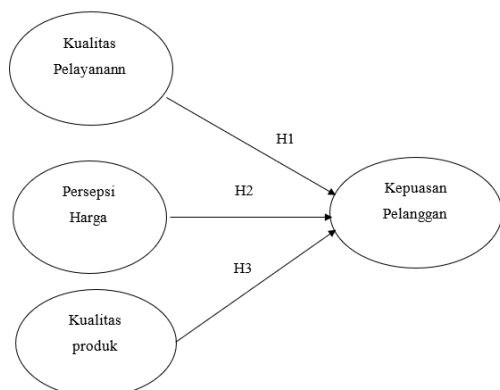 Kualitas
Pelayanann
H1
Persepsi
Harga
H2
Kepuasan
Pelanggan
H3
Kualitas
produk